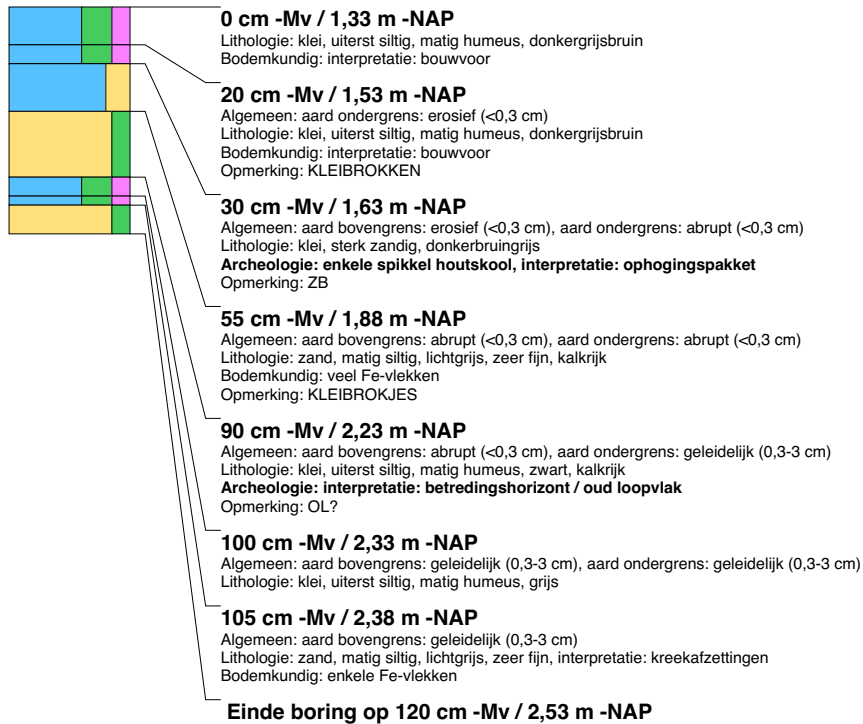 0 cm -Mv / 1,33 m -NAP
Lithologie: klei, uiterst siltig, matig humeus, donkergrijsbruin
Bodemkundig: interpretatie: bouwvoor
20 cm -Mv / 1,53 m -NAP
Algemeen: aard ondergrens: erosief (<0,3 cm)
Lithologie: klei, uiterst siltig, matig humeus, donkergrijsbruin
Bodemkundig: interpretatie: bouwvoor
Opmerking: KLEIBROKKEN
30 cm -Mv / 1,63 m -NAP
Algemeen: aard bovengrens: erosief (<0,3 cm), aard ondergrens: abrupt (<0,3 cm)
Lithologie: klei, sterk zandig, donkerbruingrijs
Archeologie: enkele spikkel houtskool, interpretatie: ophogingspakket
Opmerking: ZB
55 cm -Mv / 1,88 m -NAP
Algemeen: aard bovengrens: abrupt (<0,3 cm), aard ondergrens: abrupt (<0,3 cm)
Lithologie: zand, matig siltig, lichtgrijs, zeer fijn, kalkrijk
Bodemkundig: veel Fe-vlekken
Opmerking: KLEIBROKJES
90 cm -Mv / 2,23 m -NAP
Algemeen: aard bovengrens: abrupt (<0,3 cm), aard ondergrens: geleidelijk (0,3-3 cm)
Lithologie: klei, uiterst siltig, matig humeus, zwart, kalkrijk
Archeologie: interpretatie: betredingshorizont / oud loopvlak
Opmerking: OL?
100 cm -Mv / 2,33 m -NAP
Algemeen: aard bovengrens: geleidelijk (0,3-3 cm), aard ondergrens: geleidelijk (0,3-3 cm)
Lithologie: klei, uiterst siltig, matig humeus, grijs
105 cm -Mv / 2,38 m -NAP
Algemeen: aard bovengrens: geleidelijk (0,3-3 cm)
Lithologie: zand, matig siltig, lichtgrijs, zeer fijn, interpretatie: kreekafzettingen
Bodemkundig: enkele Fe-vlekken
Einde boring op 120 cm -Mv / 2,53 m -NAP